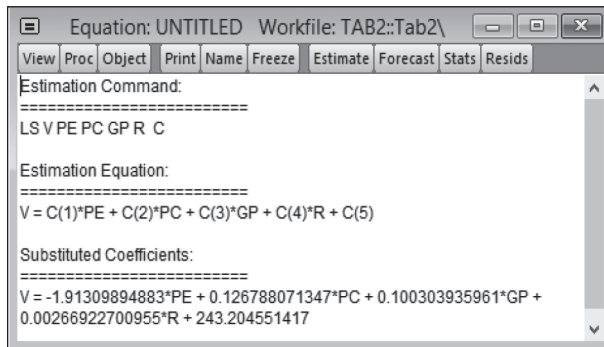 Equation: UNTITLED Workfile: TAB2::Tab2\
View Proc Object Print Name Freeze Estimate Forecast Stats Resids
Estimation Command:
=========================
LS V PE PC GP R C
Estimation Equation:
=========================
V = C(1)*PE + C(2)*PC + C(3)*GP + C(4)*R + C(5)
Substituted Coefficients:
=========================
V = -1.91309894883*PE + 0.126788071347*PC + 0.100303935961*GP +
0.00266922700955*R + 243.204551417